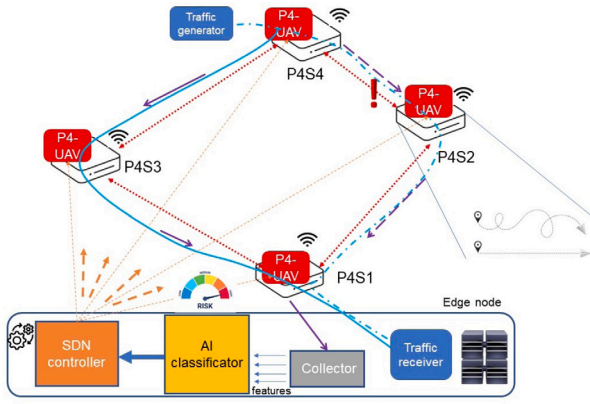 Traffic
generator
P4-
UAV
P4S4
P4-
UAV
P4S2
!
P4-
UAV
P4S3
P4-
UAV
P4S1
RISK
Edge node
SDN
controller
AI
classificator
features
Collector
Traffic
receiver